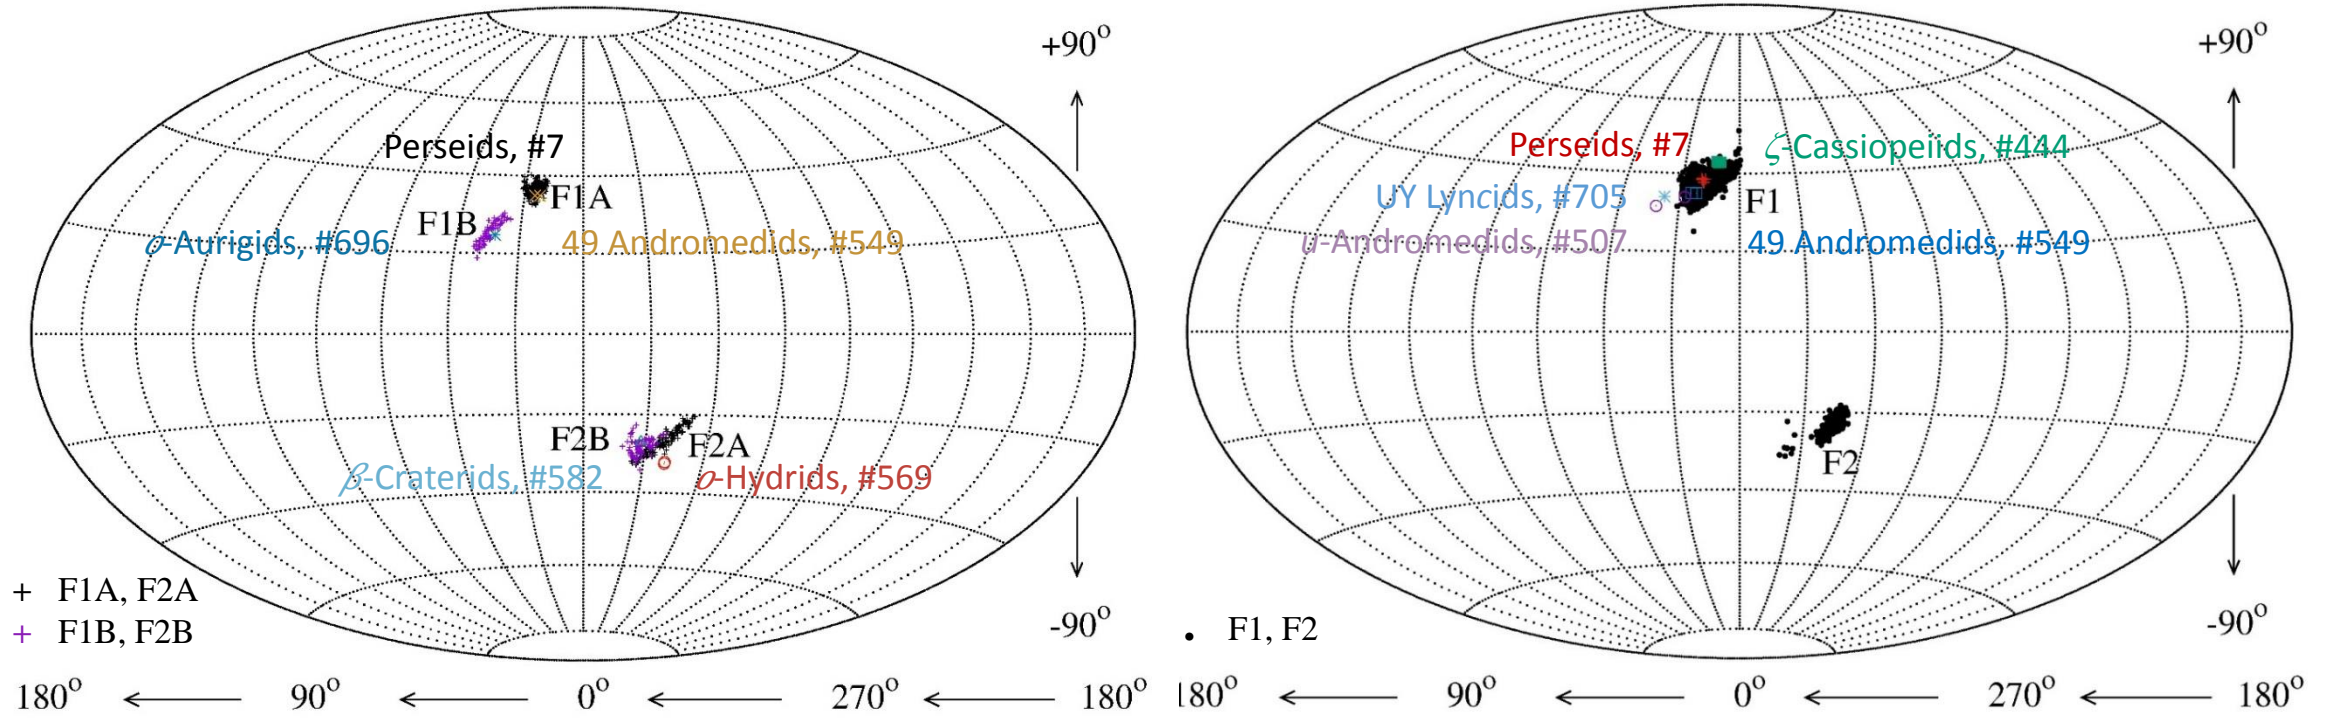 +90°
Perseids, #7
F1A
F1B
σ-Aurigids, #696
49 Andromedids, #549
F2B
F2A
β-Craterids, #582
σ-Hydrids, #569
+ F1A, F2A
+ F1B, F2B
-90°
180° 90° 0° 270° 180°
+90°
Perseids, #7
ζ-Cassiopeiids, #444
UY Lyncids, #705
F1
υ-Andromedids, #507
49 Andromedids, #549
F2
. F1, F2
-90°
180° 90° 0° 270° 180°